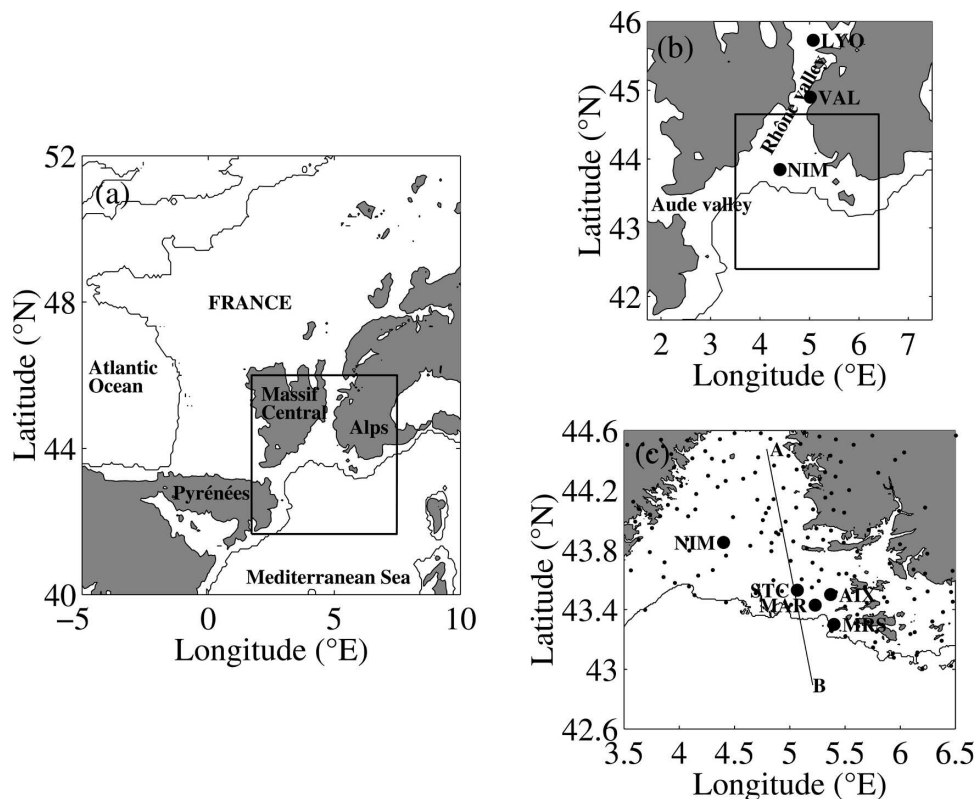 (a)
FRANCE
Atlantic
Ocean
Massif
Central
Alps
Pyrénées
Mediterranean Sea
52
48
44
40
−5
0
5
10
Latitude (°N)
Longitude (°E)
(b)
LYO
Rhône valley
VAL
NIM
Aude valley
46
45
44
43
42
2
3
4
5
6
7
Latitude (°N)
Longitude (°E)
(c)
A
NIM
STC
MAR
AIX
MRS
B
44.6
44.2
43.8
43.4
43
42.6
3.5
4
4.5
5
5.5
6
6.5
Latitude (°N)
Longitude (°E)